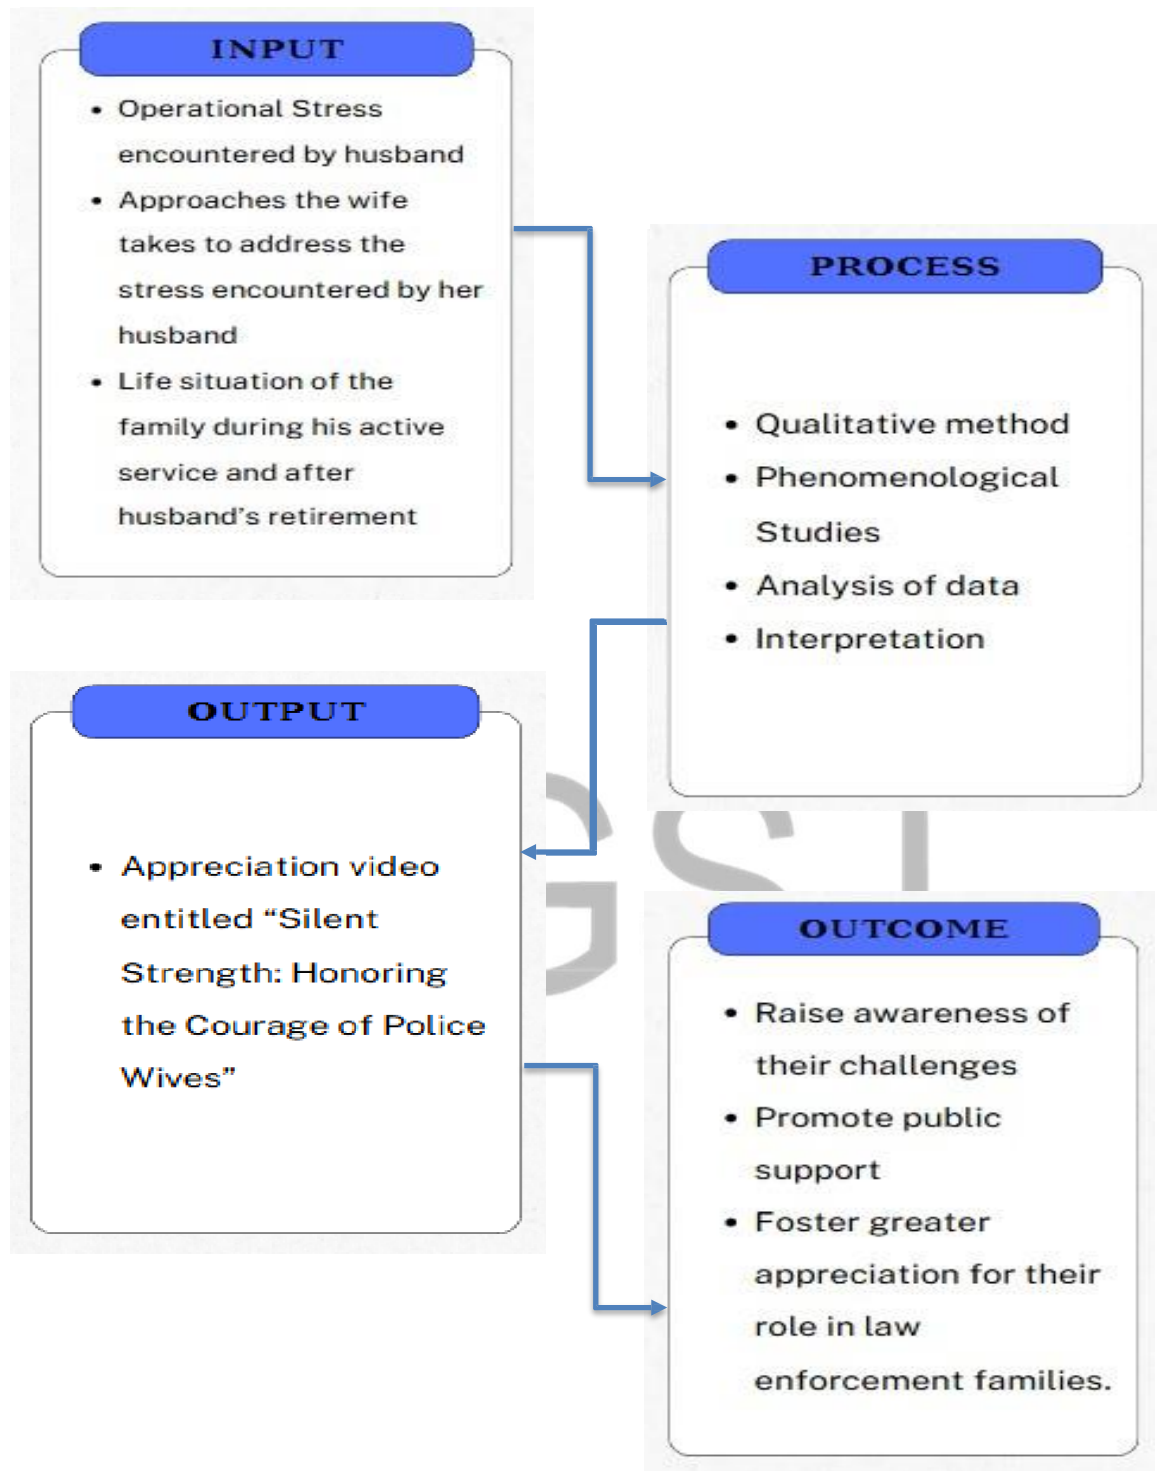 INPUT
• Operational Stress
encountered by husband
• Approaches the wife
takes to address the
stress encountered by her
husband
• Life situation of the
family during his active
service and after
husband’s retirement
PROCESS
• Qualitative method
• Phenomenological
Studies
• Analysis of data
• Interpretation
OUTPUT
• Appreciation video
entitled “Silent
Strength: Honoring
the Courage of Police
Wives”
OUTCOME
• Raise awareness of
their challenges
• Promote public
support
• Foster greater
appreciation for their
role in law
enforcement families.